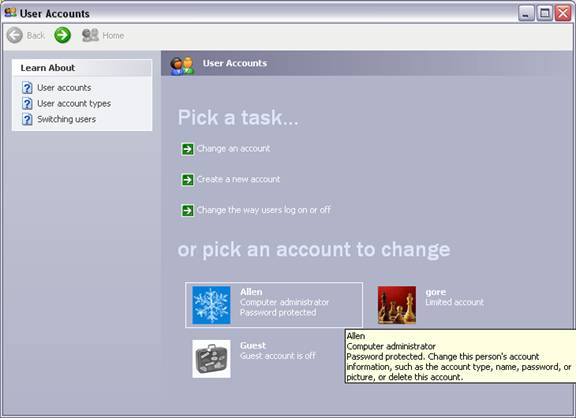 User Accounts
Back
Home
Learn About
User accounts
User account types
Switching users
User Accounts
Pick a task...
Change an account
Create a new account
Change the way users log on or off
or pick an account to change
Allen
Computer administrator
Password protected
gore
Limited account
Guest
Guest account is off
Allen
Computer administrator
Password protected. Change this person's account
information, such as the account type, name, password, or
picture, or delete this account.